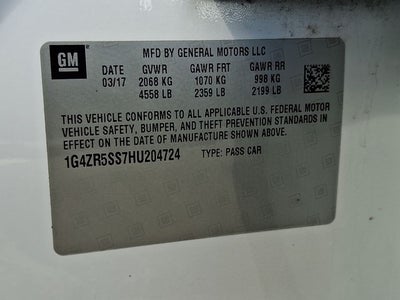 GM
MFD BY GENERAL MOTORS LLC
DATE GVWR GAWR FRT GAWR RR
03/17 2068 KG 1070 KG 998 KG
4558 LB 2359 LB 2199 LB
THIS VEHICLE CONFORMS TO ALL APPLICABLE U.S. FEDERAL MOTOR
VEHICLE SAFETY, BUMPER, AND THEFT PREVENTION STANDARDS
IN EFFECT ON THE DATE OF MANUFACTURE SHOWN ABOVE.
1G4ZR5SS7HU204724 TYPE: PASS CAR